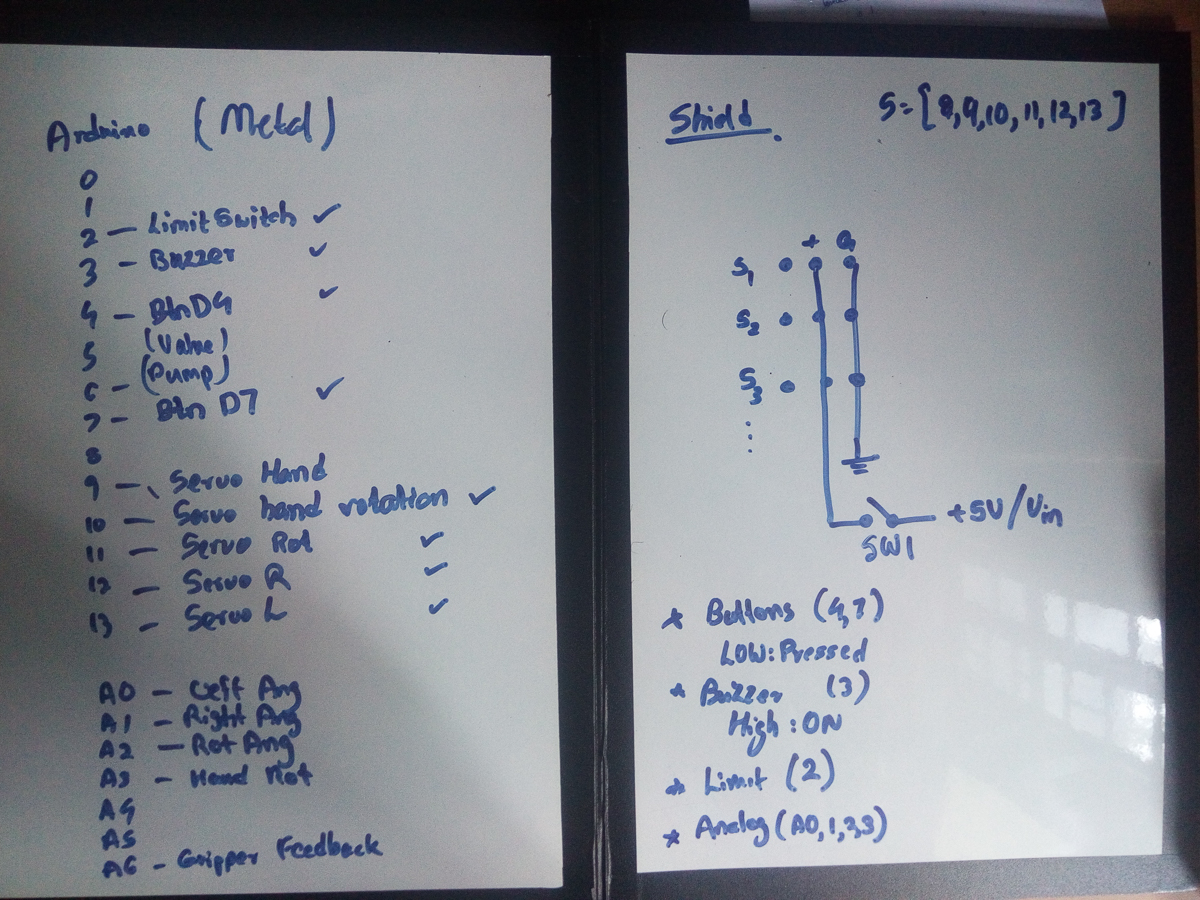 Arduino (Metal)
0
1
2 — Limit Switch ✓
3 – Buzzer ✓
4 – Btn D4 ✓
5 (Valve)
6 – (Pump)
7 – Btn D7 ✓
8
9 – Servo Hand
10 – Servo hand rotation ✓
11 – Servo Rot ✓
12 – Servo R ✓
13 – Servo L ✓
A0 – Left Ang
A1 – Right Ang
A2 – Rot Ang
A3 – Hand Rot
A4
A5
A6 – Gripper Feedback
Shield.
S=[8,9,10,11,12,13]
+ G
S1
S2
S3
+5V/Vin
SW1
* Buttons (4,7)
LOW: Pressed
* Buzzer (3)
High: ON
* Limit (2)
* Analog (A0,1,2,3)